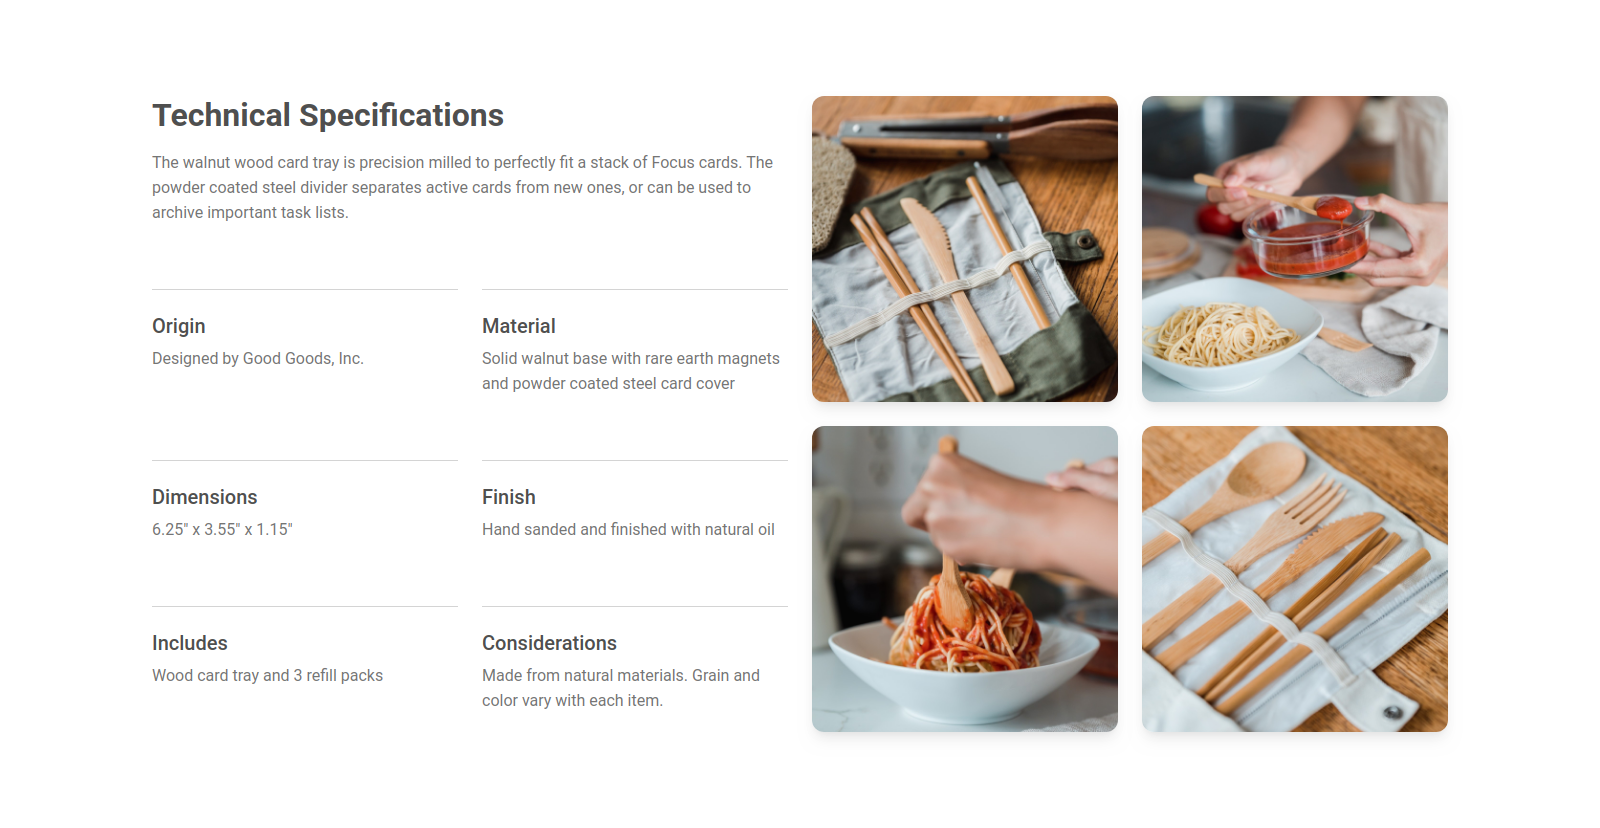 Technical Specifications
The walnut wood card tray is precision milled to perfectly fit a stack of Focus cards. The
powder coated steel divider separates active cards from new ones, or can be used to
archive important task lists.
Origin
Designed by Good Goods, Inc.
Material
Solid walnut base with rare earth magnets
and powder coated steel card cover
Dimensions
6.25" x 3.55" x 1.15"
Finish
Hand sanded and finished with natural oil
Includes
Wood card tray and 3 refill packs
Considerations
Made from natural materials. Grain and
color vary with each item.